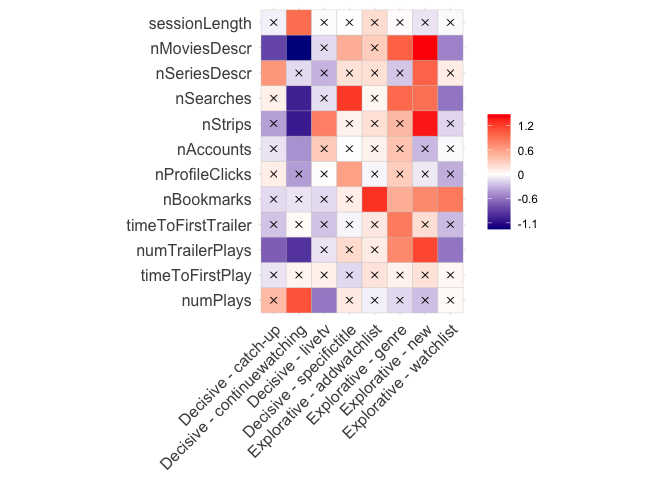 sessionLength
nMoviesDescr
nSeriesDescr
nSearches
nStrips
nAccounts
nProfileClicks
nBookmarks
timeToFirstTrailer
numTrailerPlays
timeToFirstPlay
numPlays
Decisive - catch-up
Decisive - continuewatching
Decisive - livetv
Decisive - specifictitle
Explorative - addwatchlist
Explorative - genre
Explorative - new
Explorative - watchlist
1.2
0.6
0
-0.6
-1.1